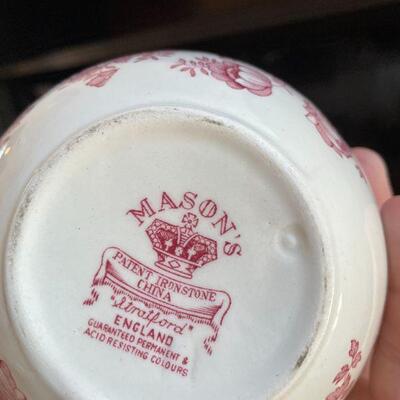 MASON'S
PATENT IRONSTONE
CHINA
"Stratford"
ENGLAND
GUARANTEED PERMANENT &
ACID RESISTING COLOURS